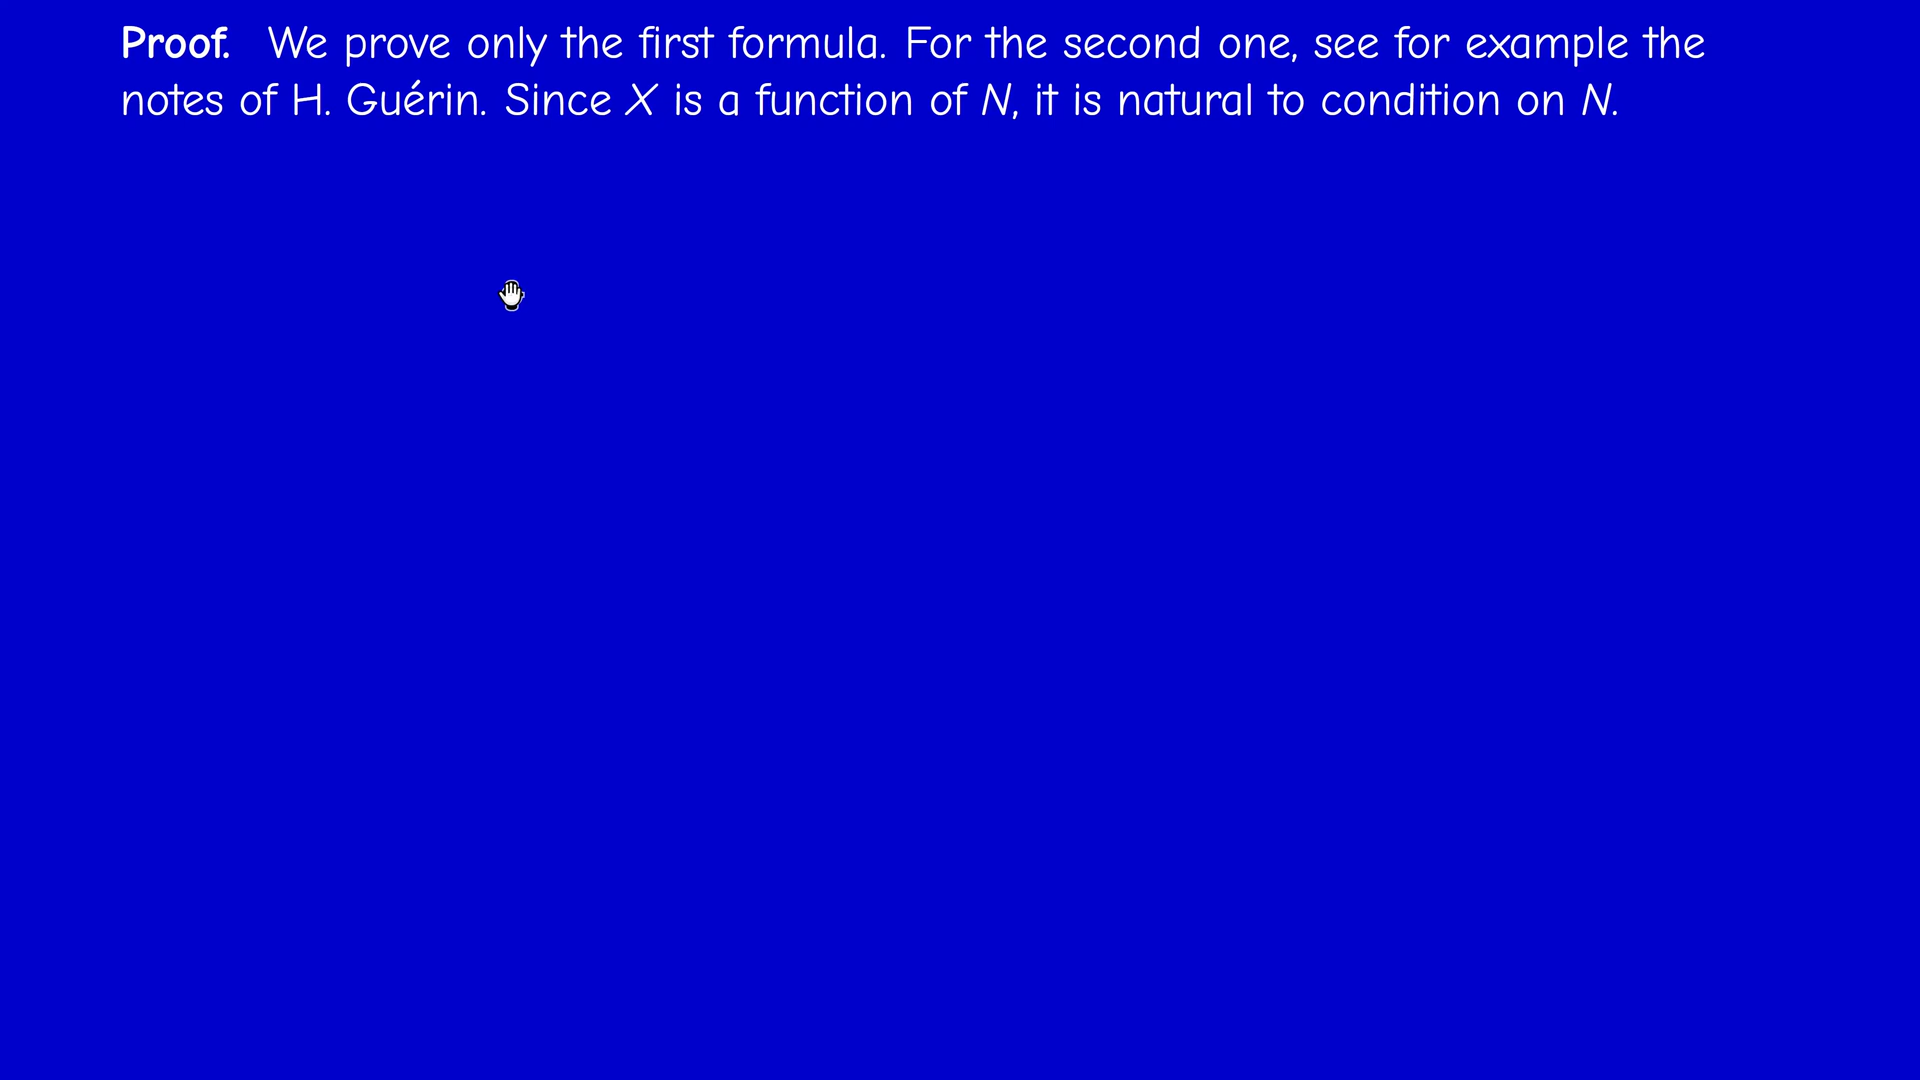 Proof. We prove only the first formula. For the second one, see for example the
notes of H. Guérin. Since X is a function of N, it is natural to condition on N.